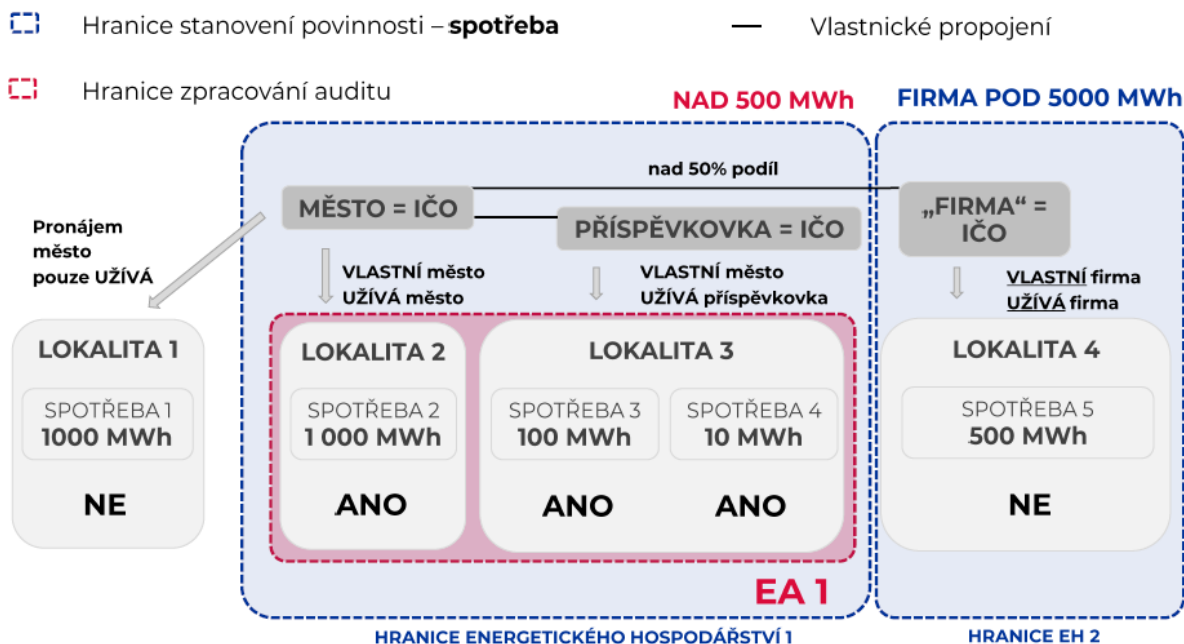 Hranice stanovení povinnosti – spotřeba
Vlastnické propojení
Hranice zpracování auditu
NAD 500 MWh
FIRMA POD 5000 MWh
nad 50% podíl
MĚSTO = IČO
PŘÍSPĚVKOVKA = IČO
„FIRMA“ =
IČO
Pronájem
město
pouze UŽÍVÁ
VLASTNÍ město
UŽÍVÁ město
VLASTNÍ město
UŽÍVÁ příspěvkovka
VLASTNÍ firma
UŽÍVÁ firma
LOKALITA 1
SPOTŘEBA 1
1000 MWh
NE
LOKALITA 2
SPOTŘEBA 2
1 000 MWh
ANO
LOKALITA 3
SPOTŘEBA 3
100 MWh
ANO
SPOTŘEBA 4
10 MWh
ANO
LOKALITA 4
SPOTŘEBA 5
500 MWh
NE
EA 1
HRANICE ENERGETICKÉHO HOSPODÁŘSTVÍ 1
HRANICE EH 2